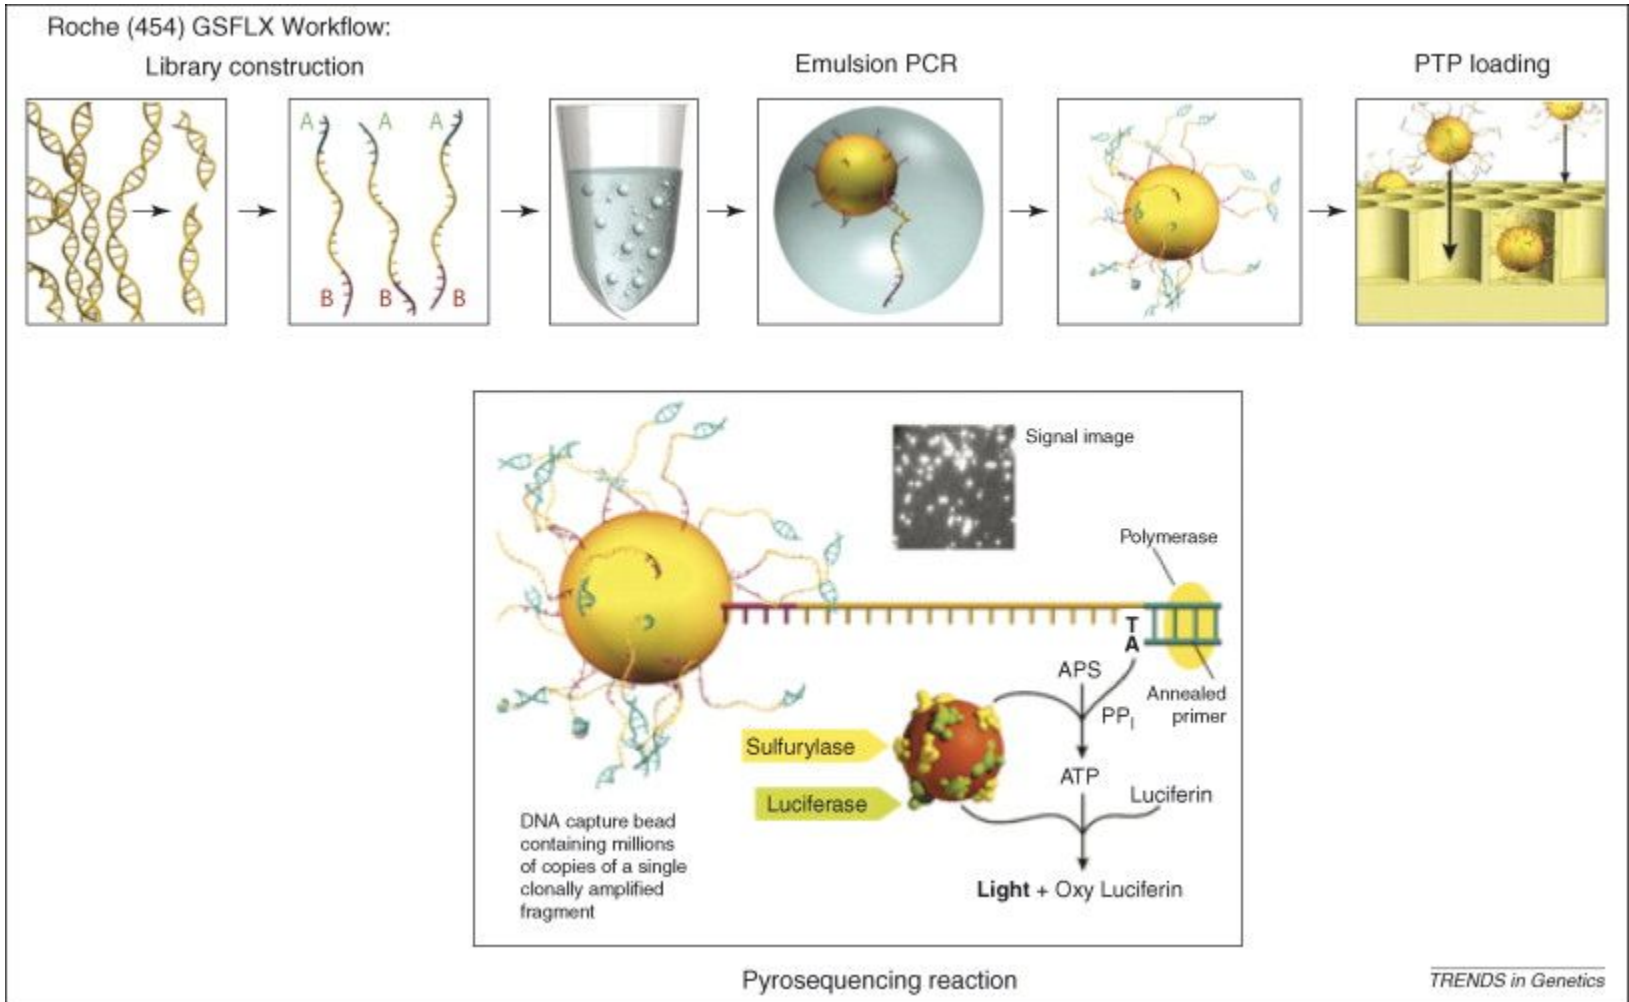 Roche (454) GSFLX Workflow:
Library construction
Emulsion PCR
PTP loading
A A A
B B B
Signal image
Polymerase
T
A
APS
Annealed
primer
PPI
Sulfurylase
ATP
Luciferin
Luciferase
DNA capture bead
containing millions
of copies of a single
clonally amplified
fragment
Light + Oxy Luciferin
Pyrosequencing reaction
TRENDS in Genetics